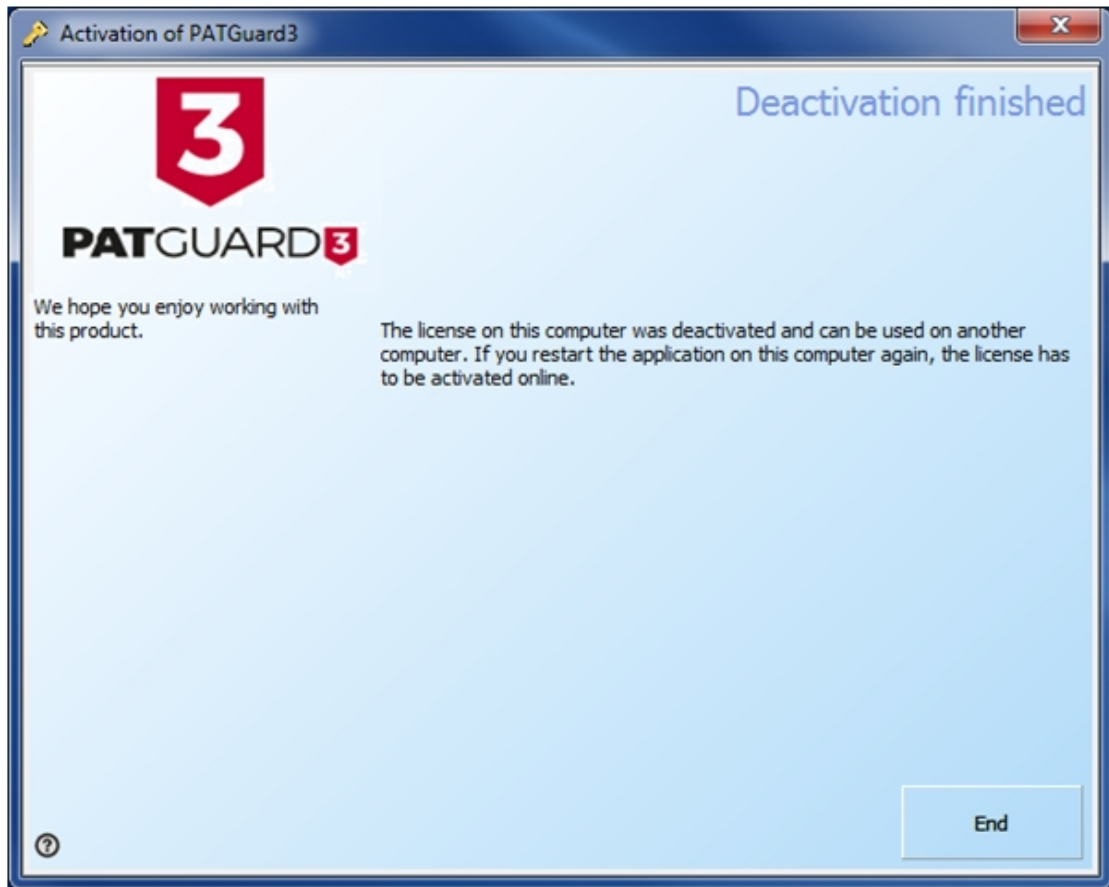 Activation of PATGuard3
3
Deactivation finished
PATGUARD3
We hope you enjoy working with
this product.
The license on this computer was deactivated and can be used on another
computer. If you restart the application on this computer again, the license has
to be activated online.
End
?